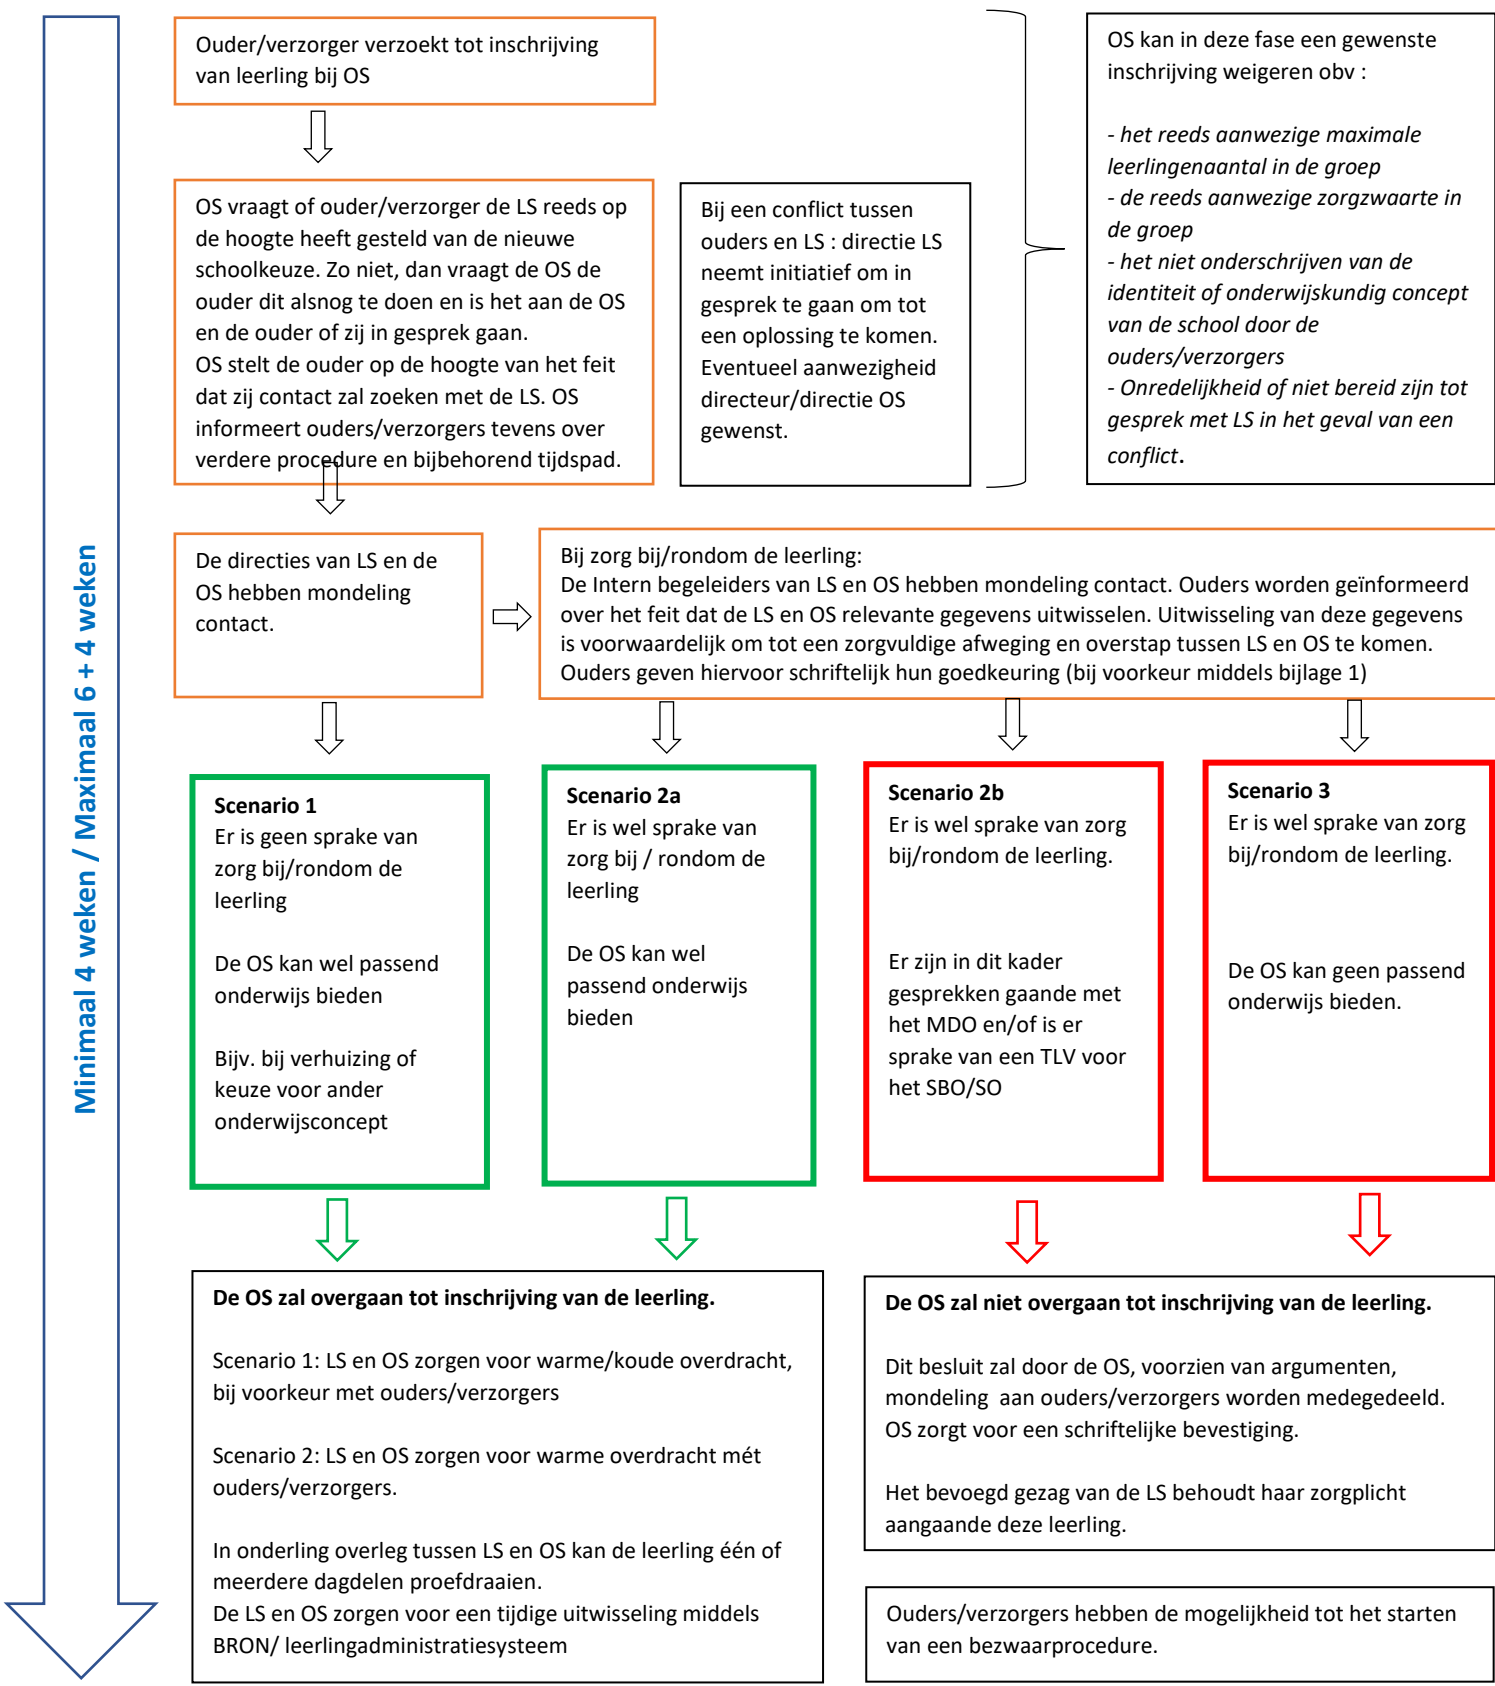 Minimaal 4 weken / Maximaal 6 + 4 weken
Ouder/verzorger verzoekt tot inschrijving
van leerling bij OS
OS vraagt of ouder/verzorger de LS reeds op
de hoogte heeft gesteld van de nieuwe
schoolkeuze. Zo niet, dan vraagt de OS de
ouder dit alsnog te doen en is het aan de OS
en de ouder of zij in gesprek gaan.
OS stelt de ouder op de hoogte van het feit
dat zij contact zal zoeken met de LS. OS
informeert ouders/verzorgers tevens over
verdere procedure en bijbehorend tijdspad.
Bij een conflict tussen
ouders en LS : directie LS
neemt initiatief om in
gesprek te gaan om tot
een oplossing te komen.
Eventueel aanwezigheid
directeur/directie OS
gewenst.
OS kan in deze fase een gewenste
inschrijving weigeren obv :
- het reeds aanwezige maximale
leerlingenaantal in de groep
- de reeds aanwezige zorgzwaarte in
de groep
- het niet onderschrijven van de
identiteit of onderwijskundig concept
van de school door de
ouders/verzorgers
- Onredelijkheid of niet bereid zijn tot
gesprek met LS in het geval van een
conflict.
De directies van LS en de
OS hebben mondeling
contact.
Bij zorg bij/rondom de leerling:
De Intern begeleiders van LS en OS hebben mondeling contact. Ouders worden geïnformeerd
over het feit dat de LS en OS relevante gegevens uitwisselen. Uitwisseling van deze gegevens
is voorwaardelijk om tot een zorgvuldige afweging en overstap tussen LS en OS te komen.
Ouders geven hiervoor schriftelijk hun goedkeuring (bij voorkeur middels bijlage 1)
Scenario 1
Er is geen sprake van
zorg bij/rondom de
leerling
De OS kan wel passend
onderwijs bieden
Bijv. bij verhuizing of
keuze voor ander
onderwijsconcept
Scenario 2a
Er is wel sprake van
zorg bij / rondom de
leerling
De OS kan wel
passend onderwijs
bieden
Scenario 2b
Er is wel sprake van zorg
bij/rondom de leerling.
Er zijn in dit kader
gesprekken gaande met
het MDO en/of is er
sprake van een TLV voor
het SBO/SO
Scenario 3
Er is wel sprake van zorg
bij/rondom de leerling.
De OS kan geen passend
onderwijs bieden.
De OS zal overgaan tot inschrijving van de leerling.
Scenario 1: LS en OS zorgen voor warme/koude overdracht,
bij voorkeur met ouders/verzorgers
Scenario 2: LS en OS zorgen voor warme overdracht mét
ouders/verzorgers.
In onderling overleg tussen LS en OS kan de leerling één of
meerdere dagdelen proefdraaien.
De LS en OS zorgen voor een tijdige uitwisseling middels
BRON/ leerlingadministratiesysteem
De OS zal niet overgaan tot inschrijving van de leerling.
Dit besluit zal door de OS, voorzien van argumenten,
mondeling aan ouders/verzorgers worden medegedeeld.
OS zorgt voor een schriftelijke bevestiging.
Het bevoegd gezag van de LS behoudt haar zorgplicht
aangaande deze leerling.
Ouders/verzorgers hebben de mogelijkheid tot het starten
van een bezwaarprocedure.